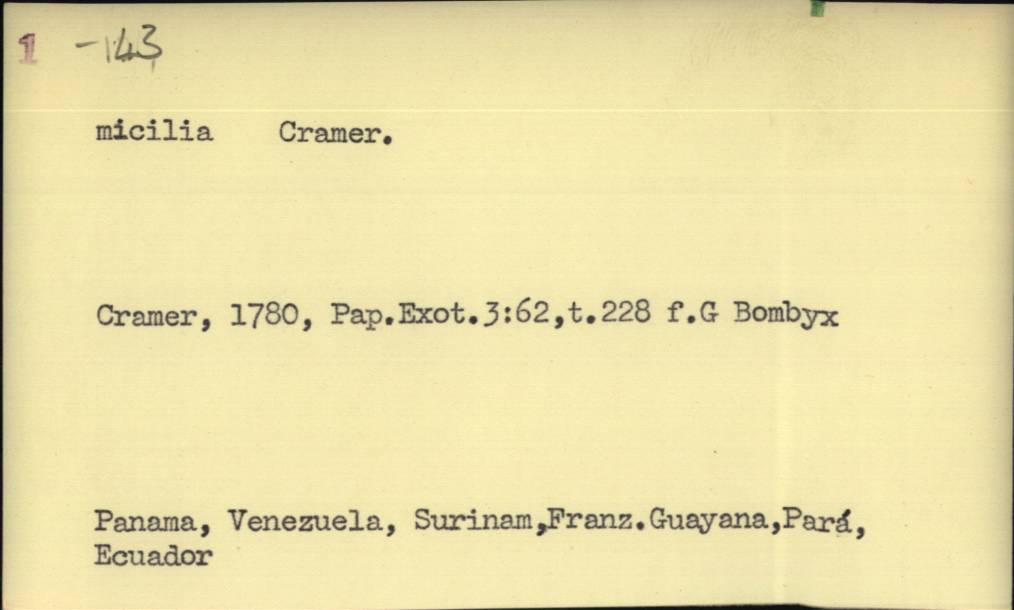 1 -143
micilia Cramer.
Cramer, 1780, Pap.Exot.3:62,t.228 f.G Bombyx
Panama, Venezuela, Surinam,Franz.Guayana,Pará,
Ecuador